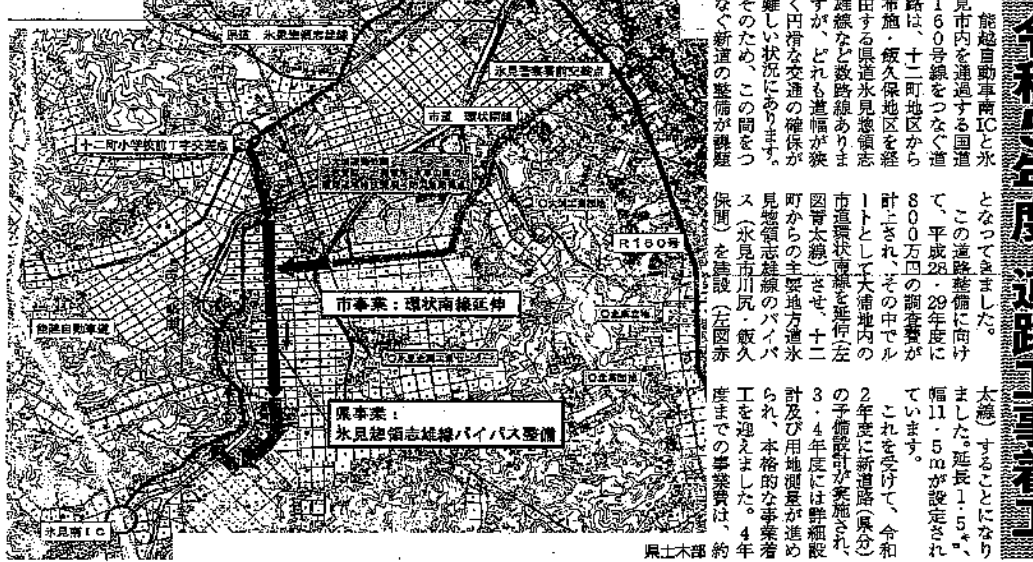 令和5年度 道路工事着工
能越自動車南ICと氷
見市内を通過する国道
160号線をつなぐ道
路は、十二町地区から
布施・飯久保地区を経
由する県道氷見惣領志
雄線など数路線ありま
すが、どれも道幅が狭
く円滑な交通の確保が
難しい状況にあります。
そのため、この間をつ
なぐ新道の整備が課題
となってきました。
この道路整備に向け
て、平成28・29年度に
800万円の調査費が
計上され、その中でル
ートとして大浦地内の
市道環状南線を延伸(左
図青太線)させ、十二
町からの主要地方道氷
見惣領志雄線のバイパ
ス(氷見市川尻・飯久
保間)を建設(左図赤
太線)することになり
ました。延長1・5㌔、
幅11・5mが設定され
ています。
これを受けて、令和
2年度に新道路(県分)
の予備設計が実施され、
3・4年度には詳細設
計及び用地測量が進め
られ、本格的な事業着
工を迎えました。4年
度までの事業費は、約
県道 氷見惣領志雄線
氷見警察署前交差点
市道 環状南線
十二町小学校前丁字交差点
R160号
市事業：環状南線延伸
能越自動車道
県事業：
氷見惣領志雄線バイパス整備
氷見南IC
県土木部